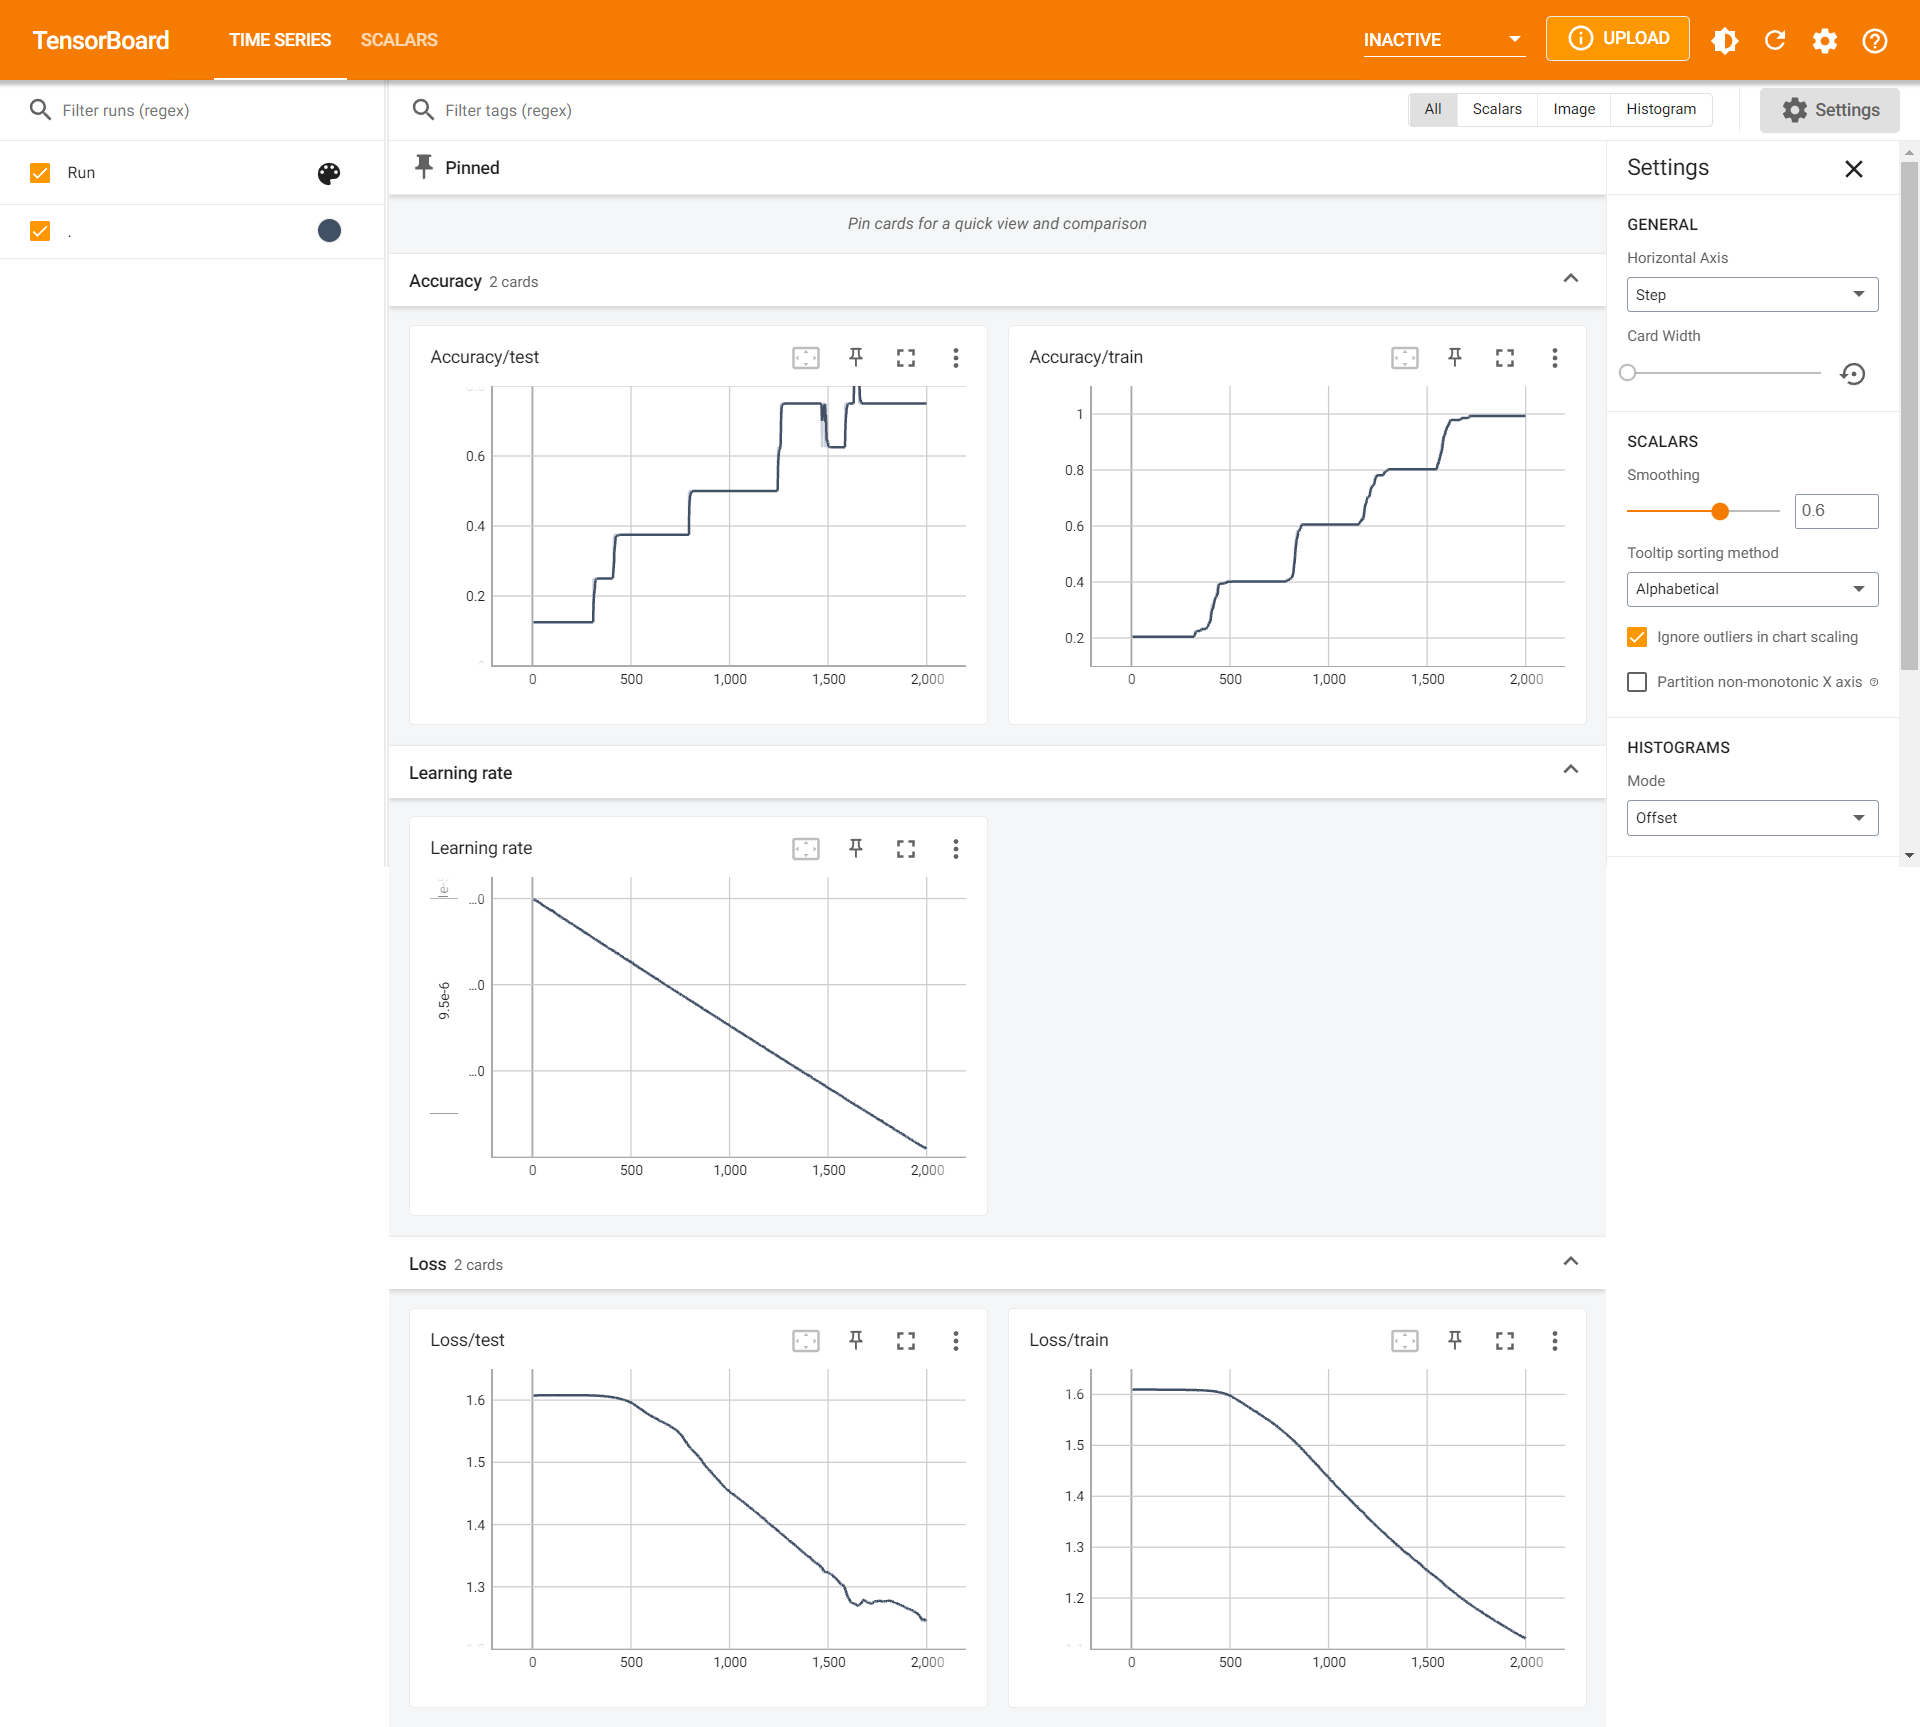 TensorBoard TIME SERIES SCALARS INACTIVE UPLOAD
Filter runs (regex)
Filter tags (regex)
All Scalars Image Histogram Settings
Run
.
Pinned
Pin cards for a quick view and comparison
Accuracy 2 cards
Accuracy/test
0.6
0.4
0.2
0 500 1,000 1,500 2,000
Accuracy/train
1
0.8
0.6
0.4
0.2
0 500 1,000 1,500 2,000
Learning rate
Learning rate
...0
...0
...0
9.5e-6
0 500 1,000 1,500 2,000
Loss 2 cards
Loss/test
1.6
1.5
1.4
1.3
0 500 1,000 1,500 2,000
Loss/train
1.6
1.5
1.4
1.3
1.2
0 500 1,000 1,500 2,000
Settings
GENERAL
Horizontal Axis
Step
Card Width
SCALARS
Smoothing
0.6
Tooltip sorting method
Alphabetical
Ignore outliers in chart scaling
Partition non-monotonic X axis
HISTOGRAMS
Mode
Offset